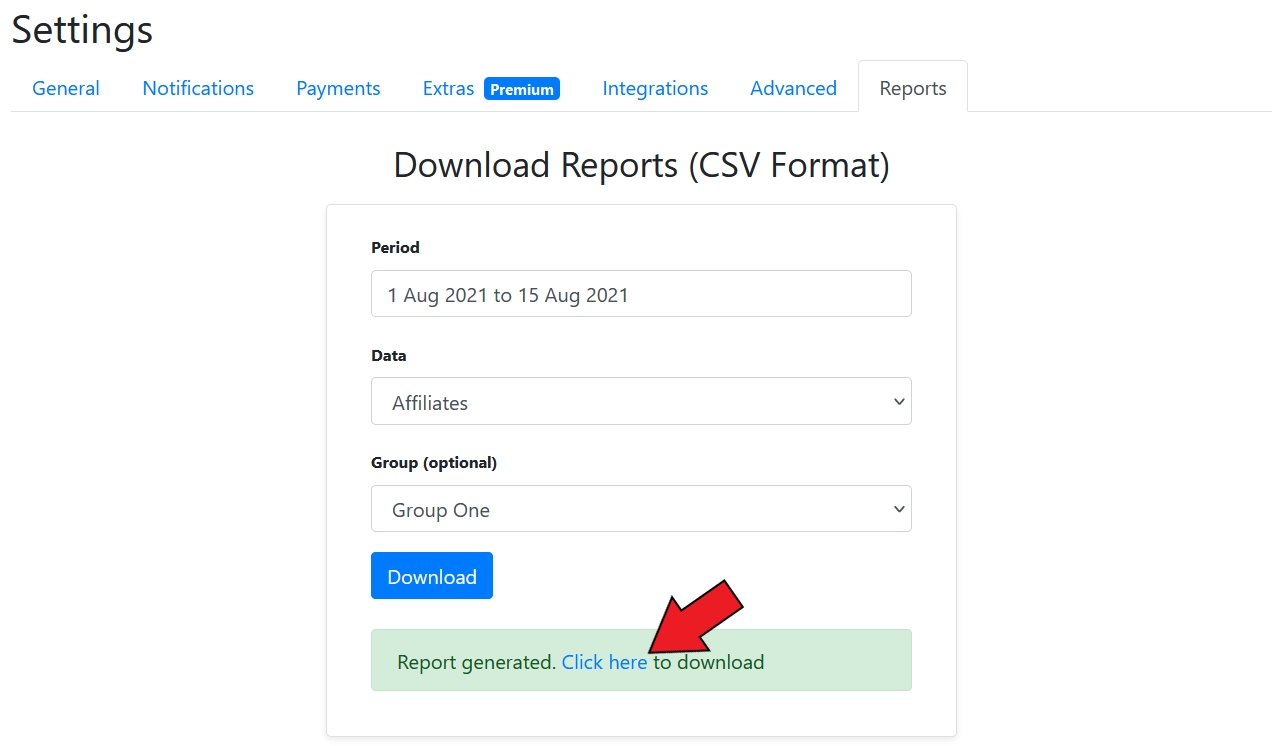 Settings
General Notifications Payments Extras Premium Integrations Advanced Reports
Download Reports (CSV Format)
Period
1 Aug 2021 to 15 Aug 2021
Data
Affiliates
Group (optional)
Group One
Download
Report generated. Click here to download